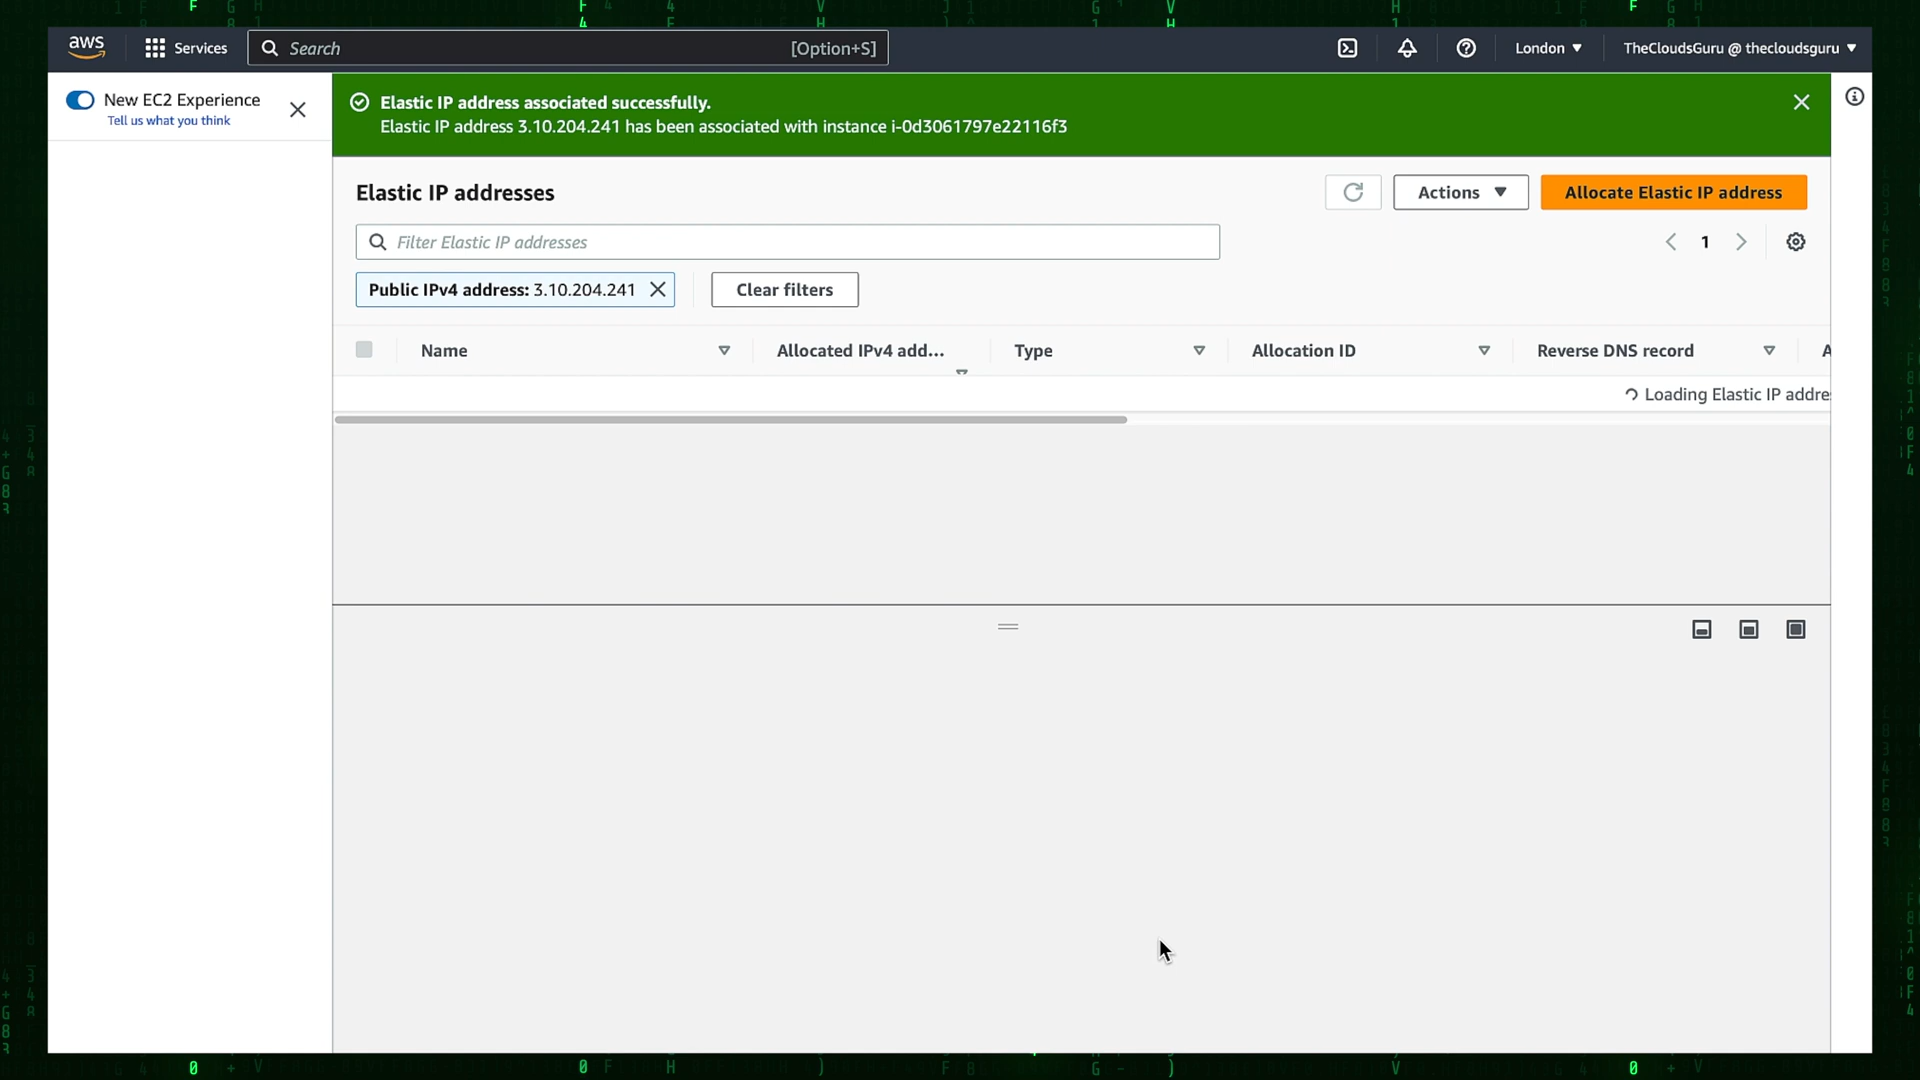 aws
Services
Search
[Option+S]
London
TheCloudsGuru @ thecloudsguru
New EC2 Experience
Tell us what you think
Elastic IP address associated successfully.
Elastic IP address 3.10.204.241 has been associated with instance i-0d3061797e22116f3
Elastic IP addresses
Actions
Allocate Elastic IP address
Filter Elastic IP addresses
1
Public IPv4 address: 3.10.204.241
Clear filters
Name
Allocated IPv4 add...
Type
Allocation ID
Reverse DNS record
A
Loading Elastic IP addre